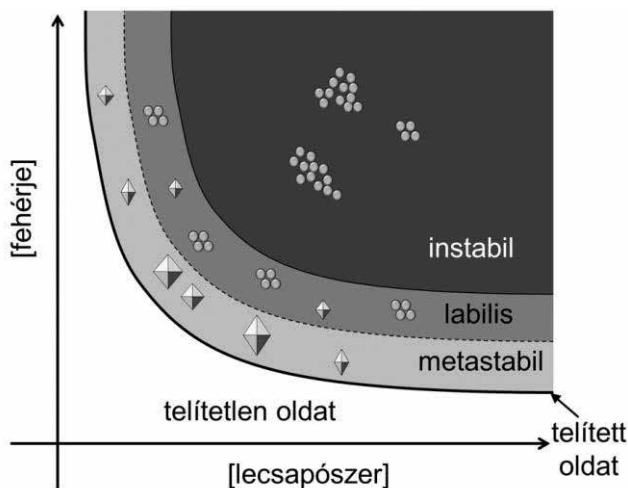 [fehérje]
instabil
labilis
metastabil
telítetlen oldat
telített
oldat
[lecsapószer]